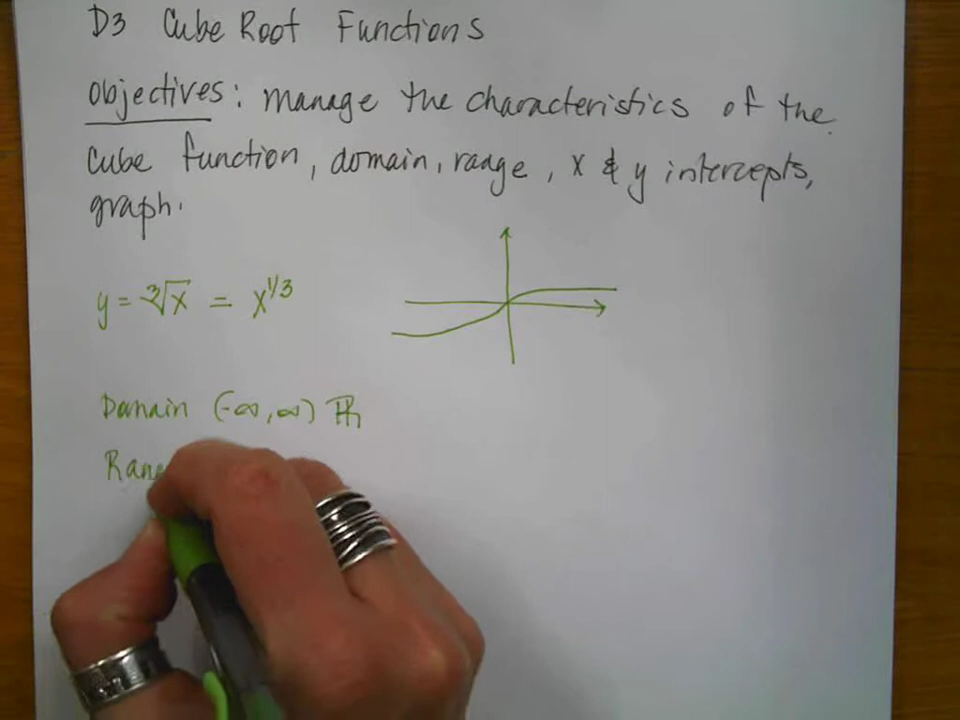 D3 Cube Root Functions
Objectives: manage the characteristics of the
cube function, domain, range, x & y intercepts,
graph.
y = ∛x = x^1/3
Domain (-∞, ∞) ℝ
Rang